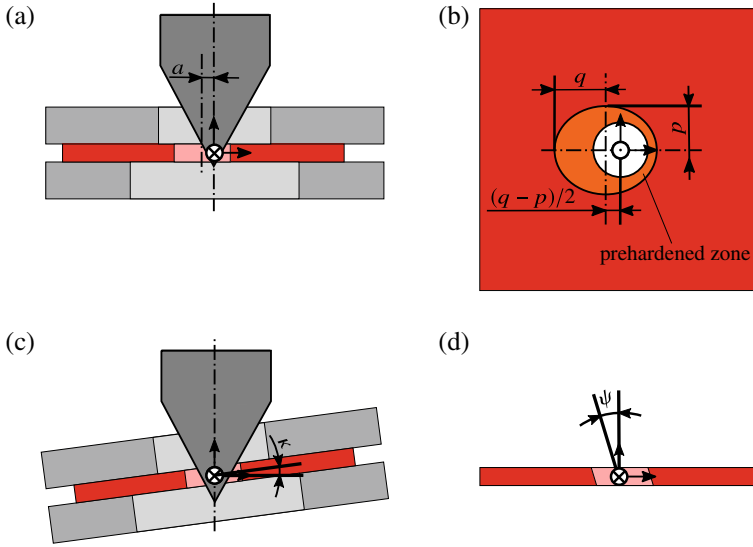 (a)
a
(b)
q
p
(q − p)/2
prehardened zone
(c)
κ
(d)
ψ